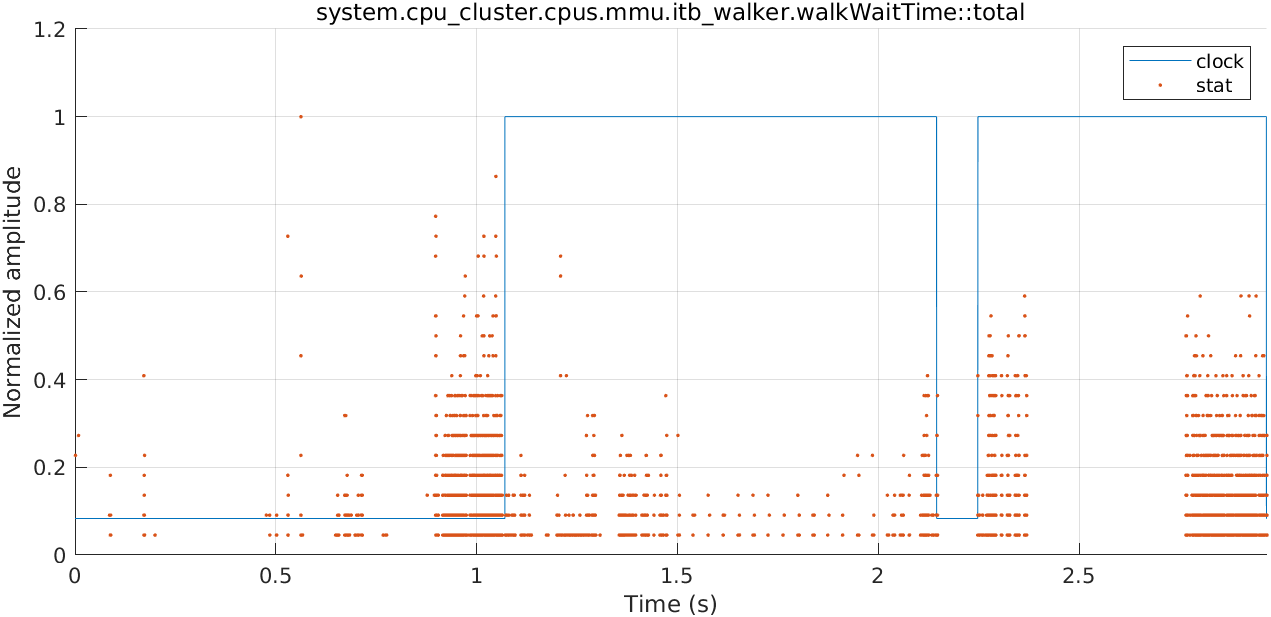 system.cpu_cluster.cpus.mmu.itb_walker.walkWaitTime::total
1.2
1
0.8
0.6
0.4
0.2
0
Normalized amplitude
clock
stat
0 0.5 1 1.5 2 2.5
Time (s)